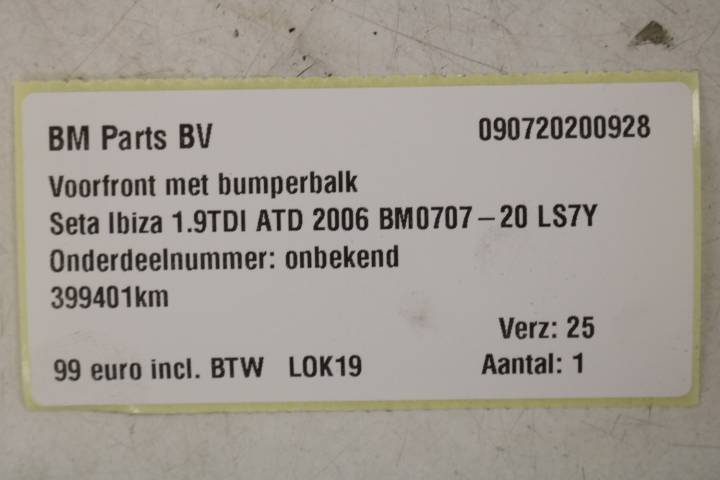 BM Parts BV 090720200928
Voorfront met bumperbalk
Seta Ibiza 1.9TDI ATD 2006 BM0707-20 LS7Y
Onderdeelnummer: onbekend
399401km
Verz: 25
99 euro incl. BTW LOK19 Aantal: 1